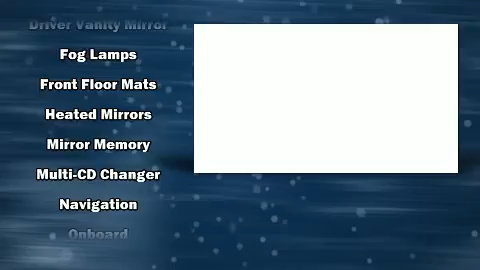 Driver Vanity Mirror
Fog Lamps
Front Floor Mats
Heated Mirrors
Mirror Memory
Multi-CD Changer
Navigation
Onboard